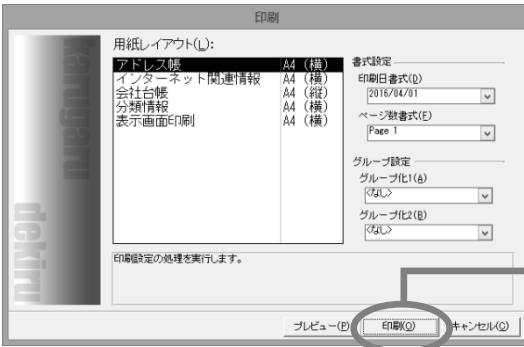 印刷
用紙レイアウト(L):
アドレス帳 A4 (横)
インターネット関連情報 A4 (横)
会社台帳 A4 (縦)
分類情報 A4 (横)
表示画面印刷 A4 (横)
書式設定
印刷日書式(D)
2016/04/01
ページ数書式(F)
Page 1
グループ設定
グループ化1(A)
<なし>
グループ化2(B)
<なし>
印刷設定の処理を実行します。
プレビュー(P) 印刷(O) キャンセル(C)
karugaru
dekiru